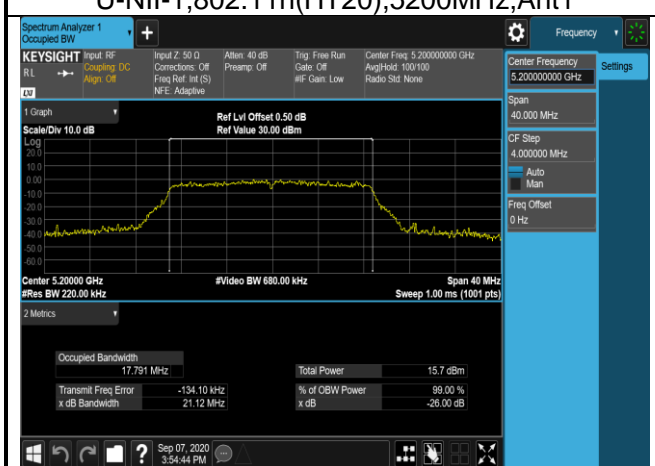 U-NII-1,802.11n(HT20),5200MHz,Ant1
Spectrum Analyzer 1
Occupied BW
Frequency
KEYSIGHT
Input: RF
Coupling: DC
Align: Off
R L
Input Z: 50 Ω
Corrections: Off
Freq Ref: Int (S)
NFE: Adaptive
Atten: 40 dB
Preamp: Off
Trig: Free Run
Gate: Off
#IF Gain: Low
Center Freq: 5.200000000 GHz
Avg|Hold: 100/100
Radio Std: None
Center Frequency
5.200000000 GHz
Settings
Span
40.000 MHz
CF Step
4.000000 MHz
Auto
Man
Freq Offset
0 Hz
1 Graph
Scale/Div 10.0 dB
Ref Lvl Offset 0.50 dB
Ref Value 30.00 dBm
Log
20.0
10.0
0.00
-10.0
-20.0
-30.0
-40.0
-50.0
-60.0
Center 5.20000 GHz
#Res BW 220.00 kHz
#Video BW 680.00 kHz
Span 40 MHz
Sweep 1.00 ms (1001 pts)
2 Metrics
Occupied Bandwidth
17.791 MHz
Total Power 15.7 dBm
Transmit Freq Error -134.10 kHz
% of OBW Power 99.00 %
x dB Bandwidth 21.12 MHz
x dB -26.00 dB
Sep 07, 2020
3:54:44 PM